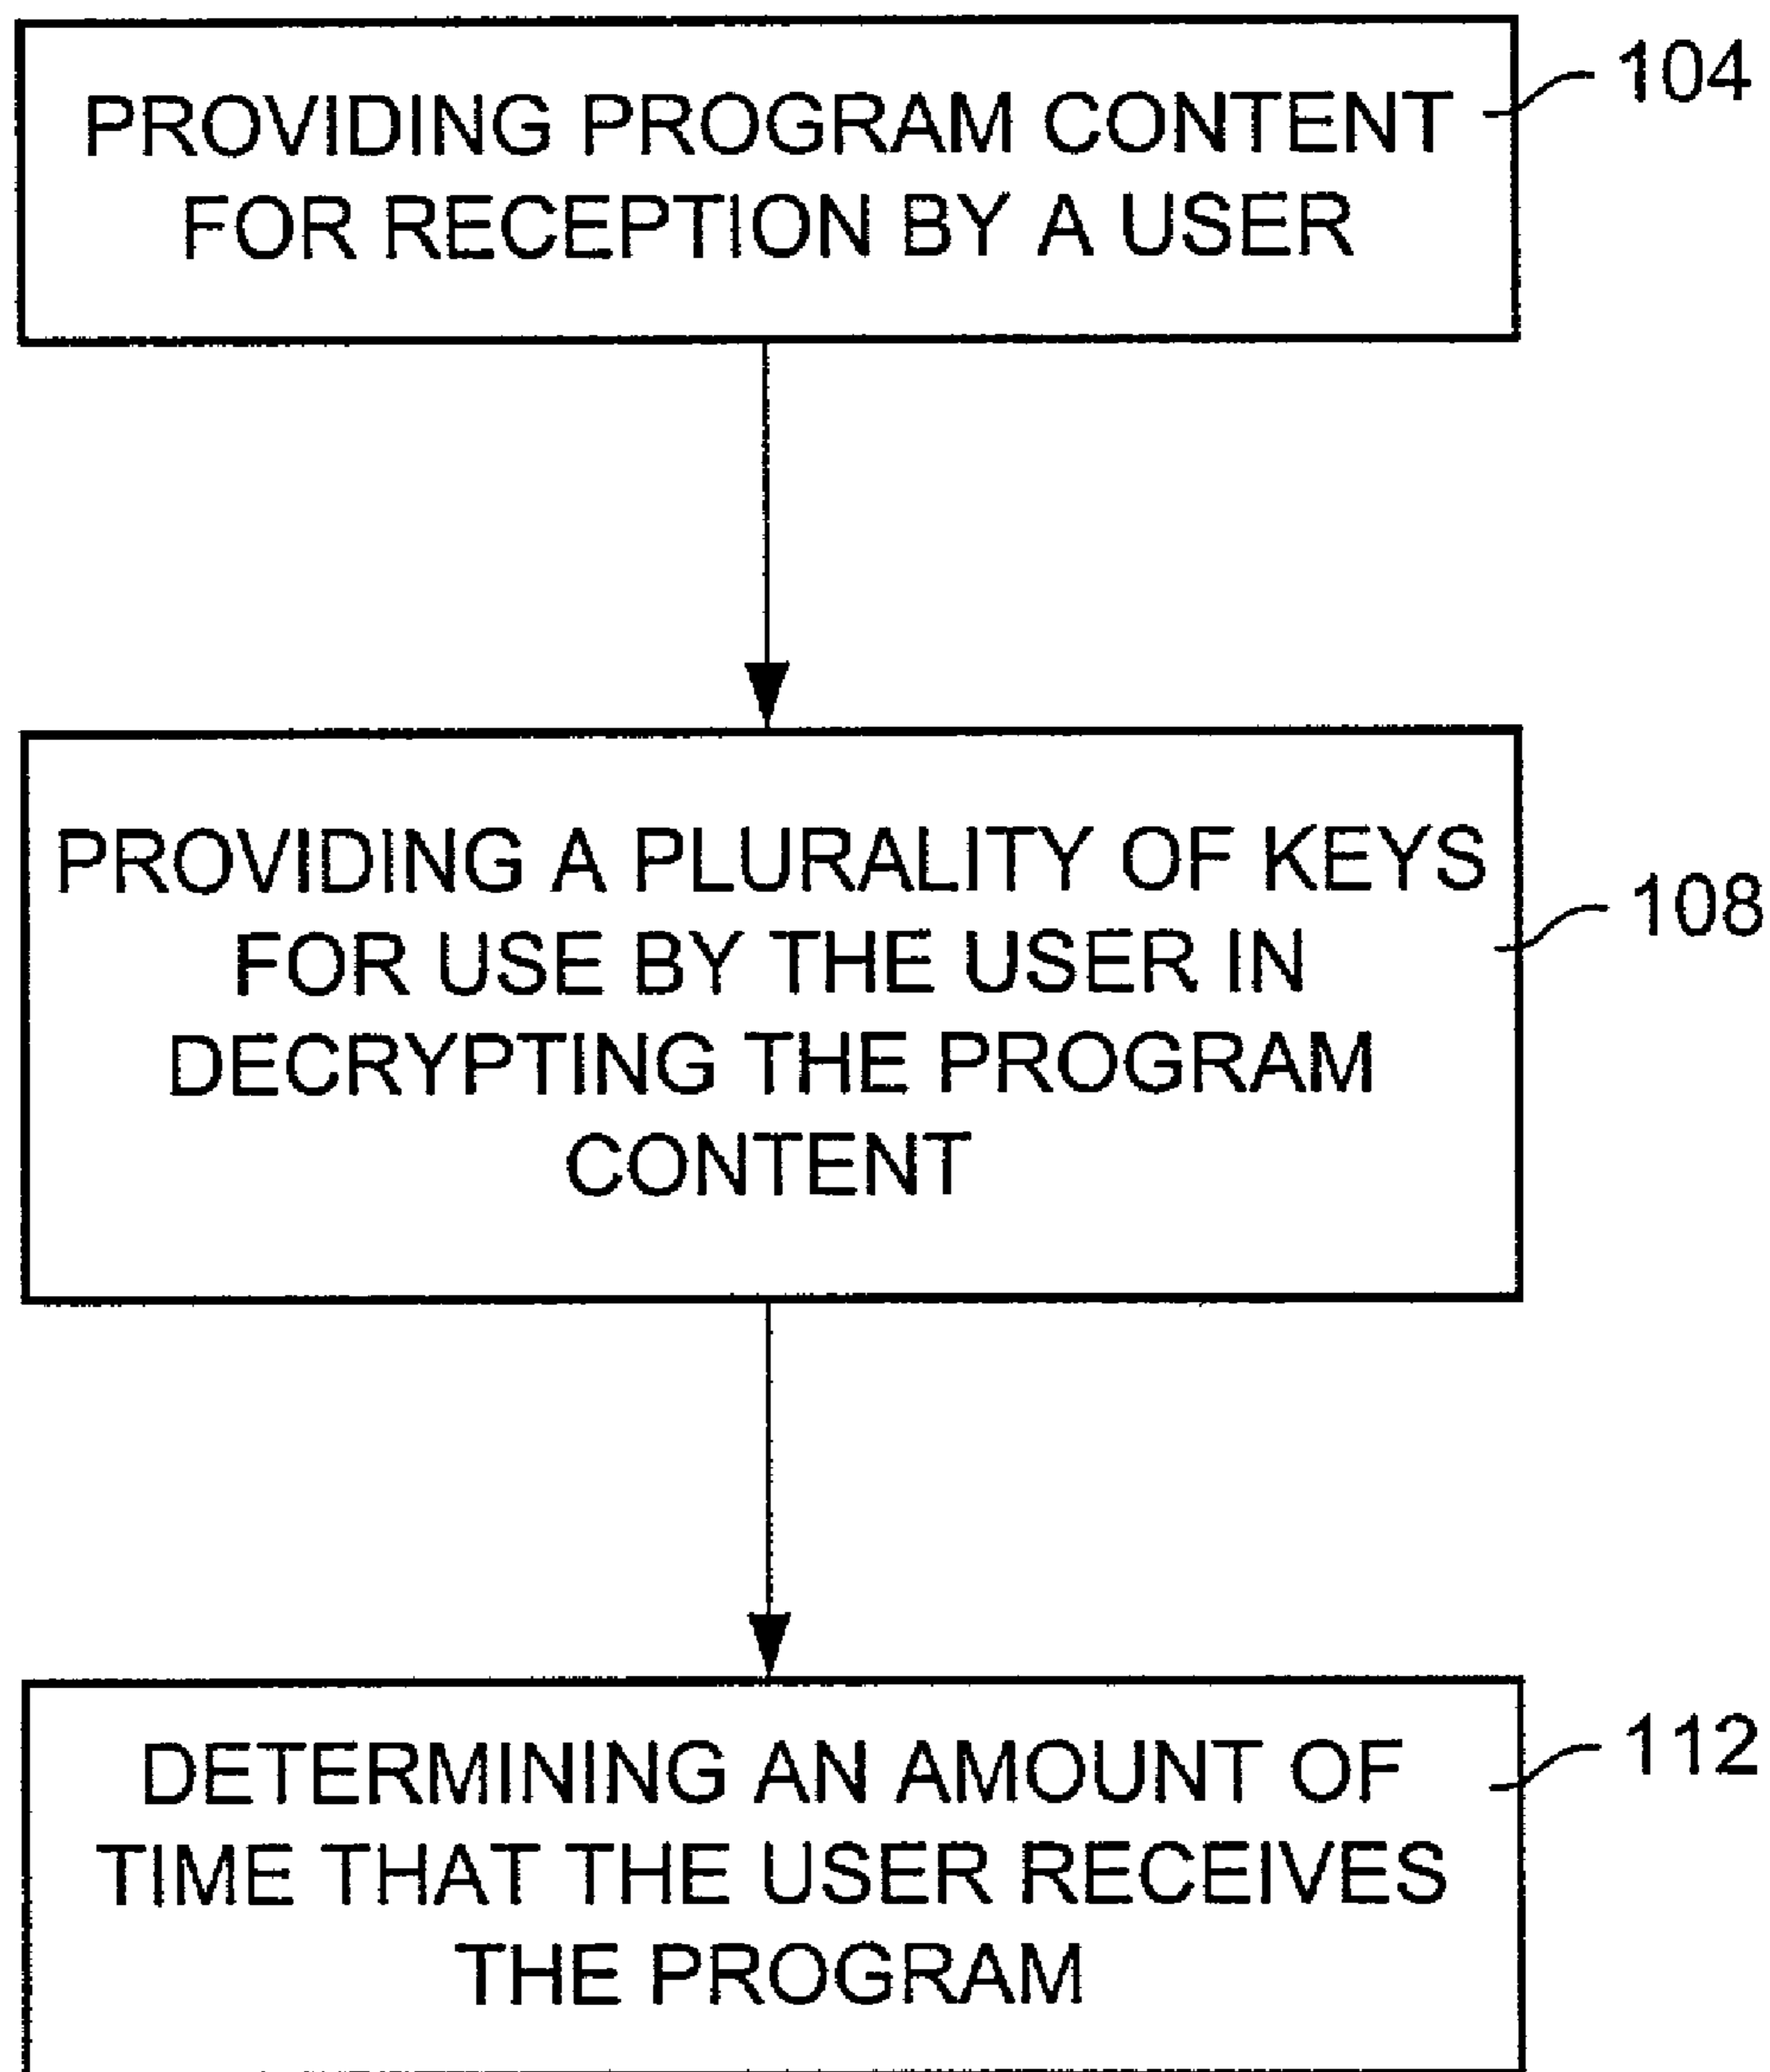 PROVIDING PROGRAM CONTENT
FOR RECEPTION BY A USER
104
PROVIDING A PLURALITY OF KEYS
FOR USE BY THE USER IN
DECRYPTING THE PROGRAM
CONTENT
108
DETERMINING AN AMOUNT OF
TIME THAT THE USER RECEIVES
THE PROGRAM
112